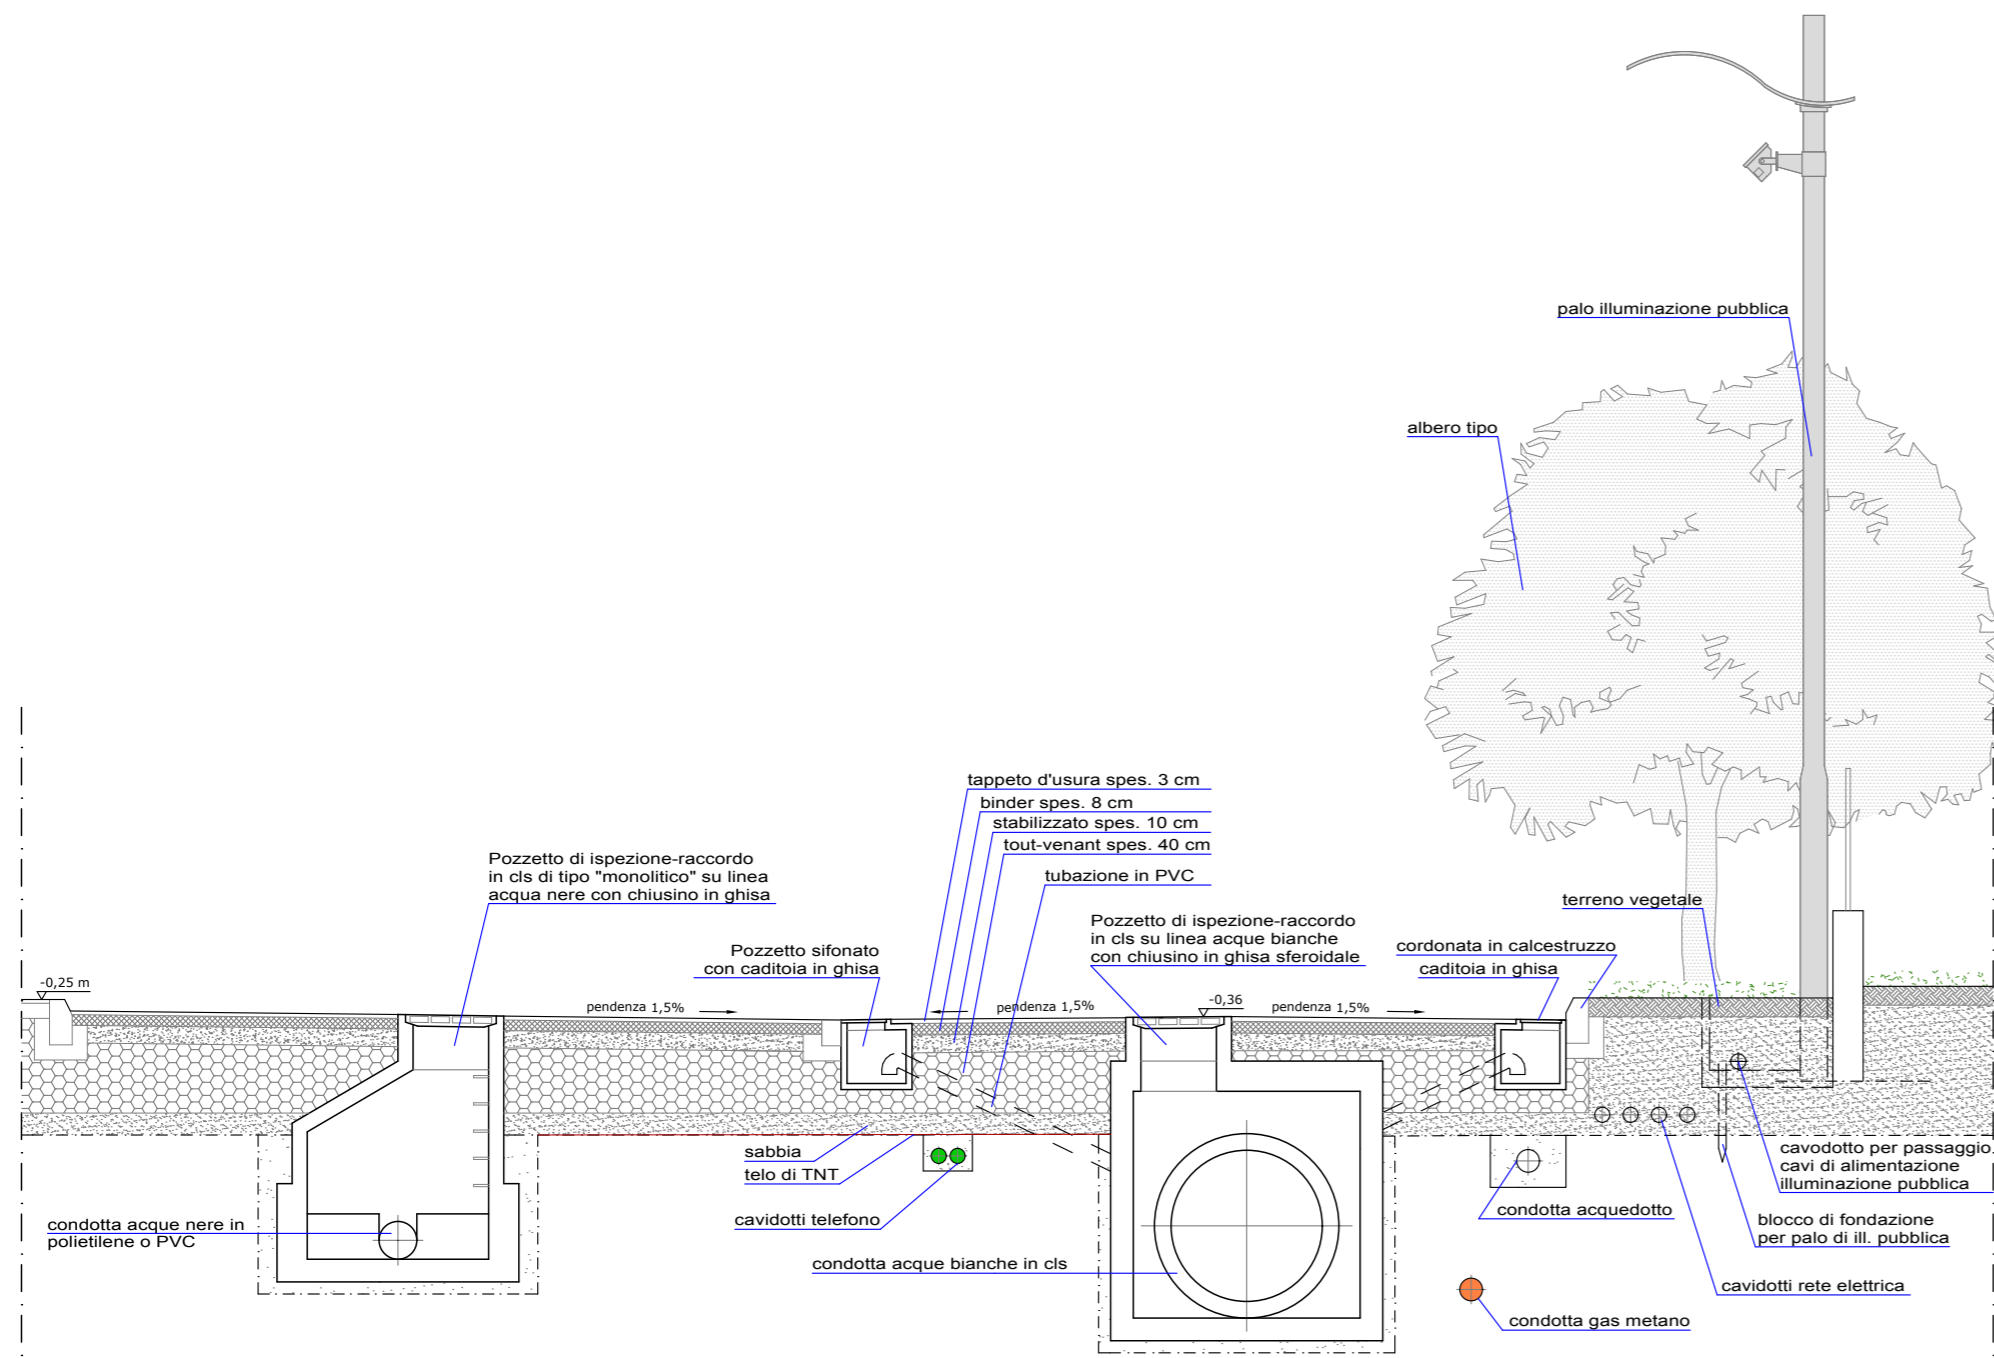 palo illuminazione pubblica
albero tipo
tappeto d'usura spes. 3 cm
binder spes. 8 cm
stabilizzato spes. 10 cm
tout-venant spes. 40 cm
tubazione in PVC
Pozzetto di ispezione-raccordo
in cls di tipo "monolitico" su linea
acqua nere con chiusino in ghisa
terreno vegetale
Pozzetto di ispezione-raccordo
in cls su linea acque bianche
con chiusino in ghisa sferoidale
Pozzetto sifonato
con caditoia in ghisa
cordonata in calcestruzzo
caditoia in ghisa
-0,25 m
pendenza 1,5%
pendenza 1,5%
-0,36
pendenza 1,5%
sabbia
telo di TNT
cavidotti telefono
condotta acque nere in
polietilene o PVC
condotta acque bianche in cls
cavodotto per passaggio
cavi di alimentazione
illuminazione pubblica
condotta acquedotto
blocco di fondazione
per palo di ill. pubblica
cavidotti rete elettrica
condotta gas metano